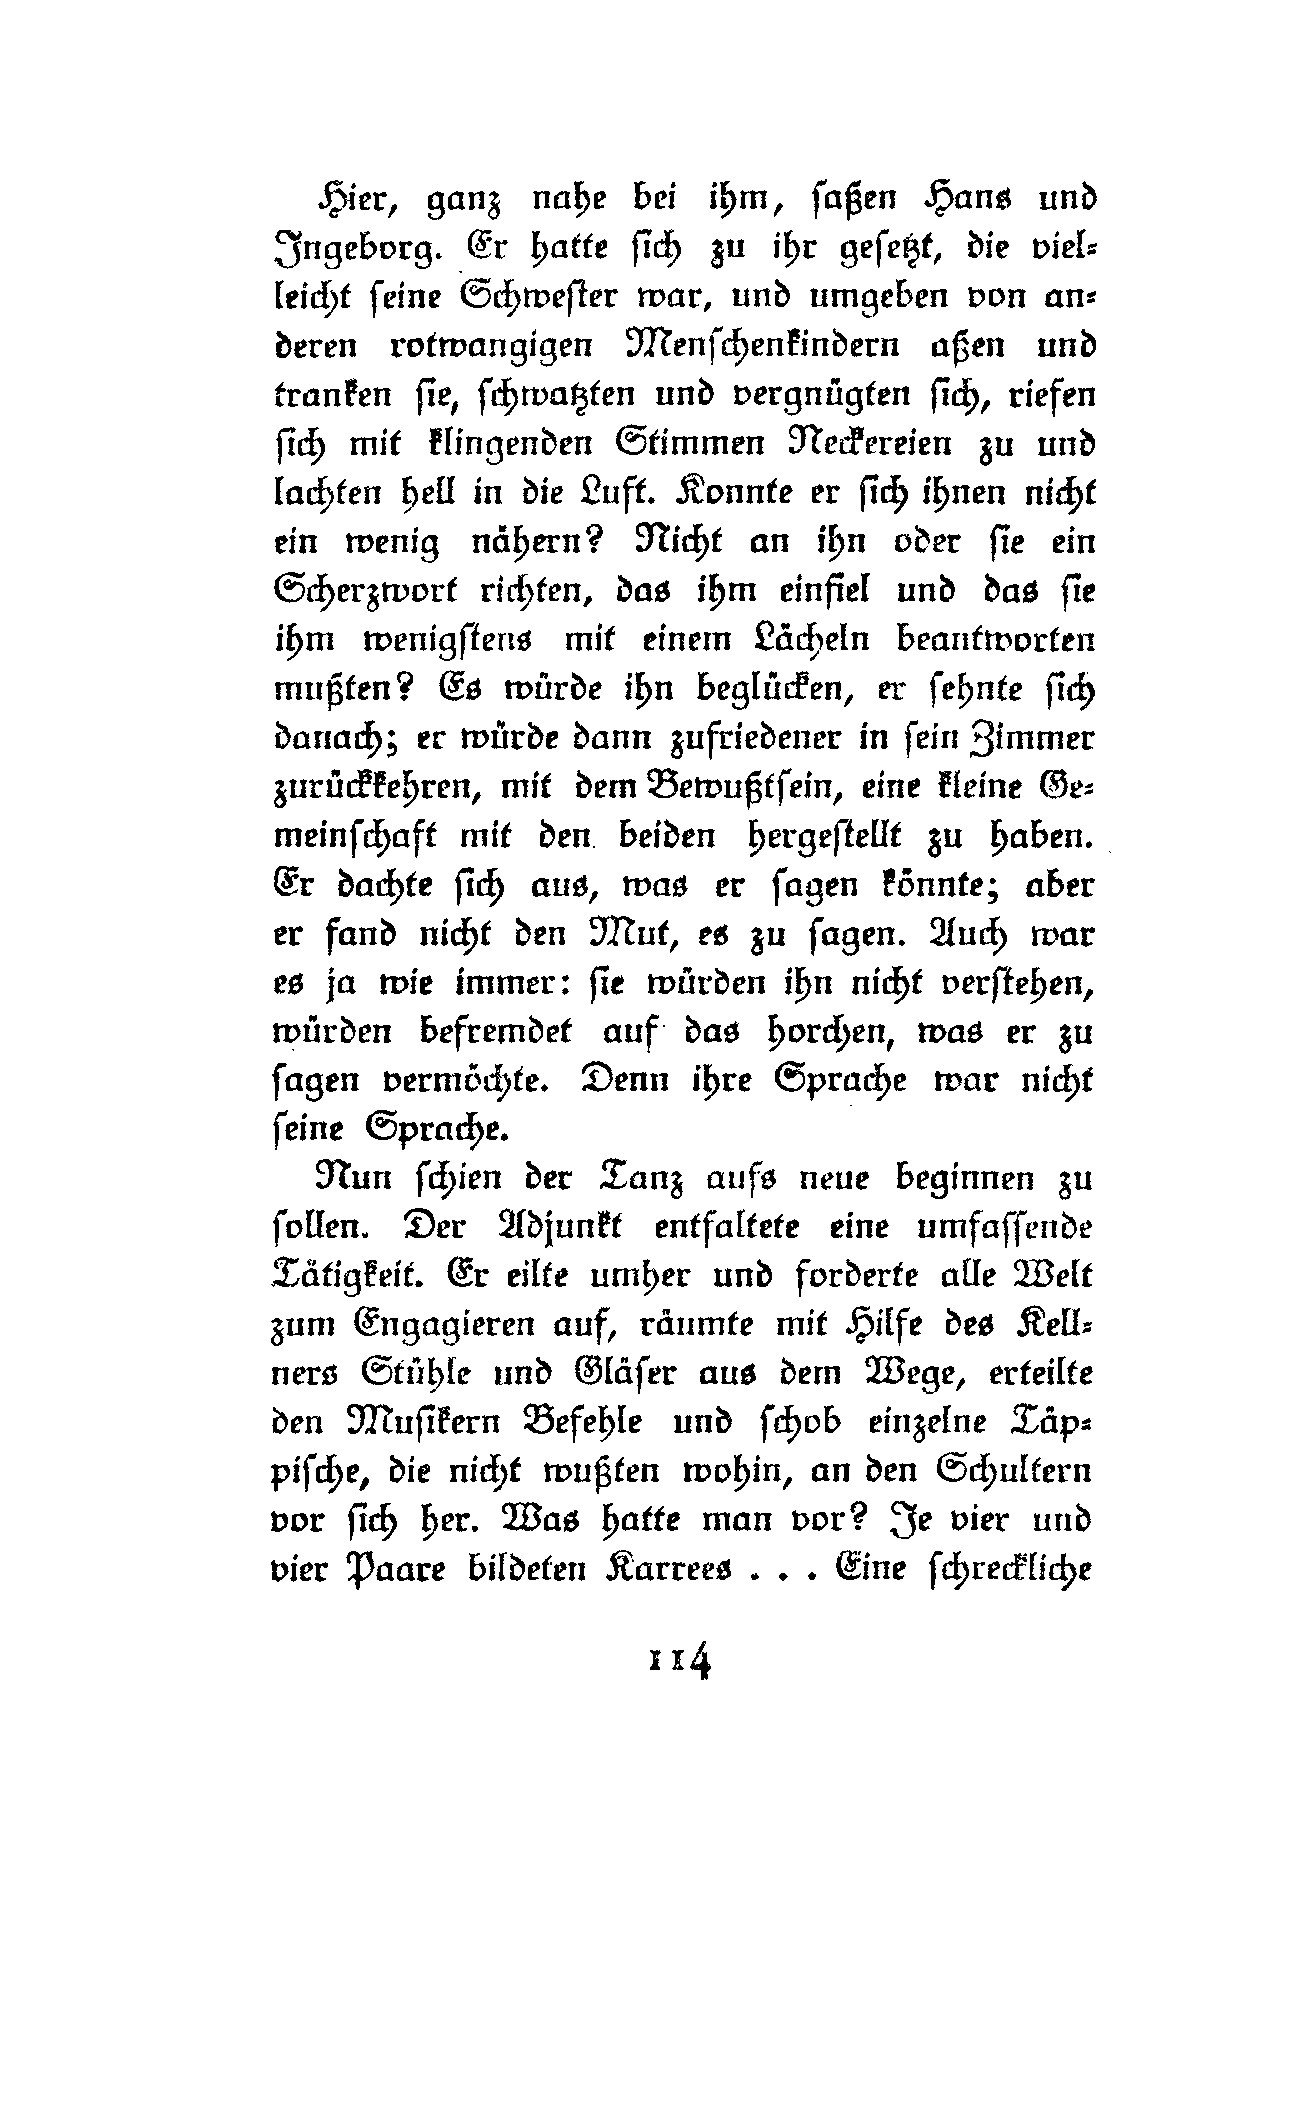 Hier, ganz nahe bei ihm, saßen Hans und
Ingeborg. Er hatte sich zu ihr gesetzt, die viel-
leicht seine Schwester war, und umgeben von an-
deren rotwangigen Menschenkindern aßen und
tranken sie, schwatzten und vergnügten sich, riefen
sich mit klingenden Stimmen Neckereien zu und
lachten hell in die Luft. Konnte er sich ihnen nicht
ein wenig nähern? Nicht an ihn oder sie ein
Scherzwort richten, das ihm einfiel und das sie
ihm wenigstens mit einem Lächeln beantworten
mußten? Es würde ihn beglücken, er sehnte sich
danach; er würde dann zufriedener in sein Zimmer
zurückkehren, mit dem Bewußtsein, eine kleine Ge-
meinschaft mit den beiden hergestellt zu haben.
Er dachte sich aus, was er sagen könnte; aber
er fand nicht den Mut, es zu sagen. Auch war
es ja wie immer: sie würden ihn nicht verstehen,
würden befremdet auf das horchen, was er zu
sagen vermöchte. Denn ihre Sprache war nicht
seine Sprache.
Nun schien der Tanz aufs neue beginnen zu
sollen. Der Adjunkt entfaltete eine umfassende
Tätigkeit. Er eilte umher und forderte alle Welt
zum Engagieren auf, räumte mit Hilfe des Kell-
ners Stühle und Gläser aus dem Wege, erteilte
den Musikern Befehle und schob einzelne Täp-
pische, die nicht wußten wohin, an den Schultern
vor sich her. Was hatte man vor? Je vier und
vier Paare bildeten Karrees . . . Eine schreckliche
114